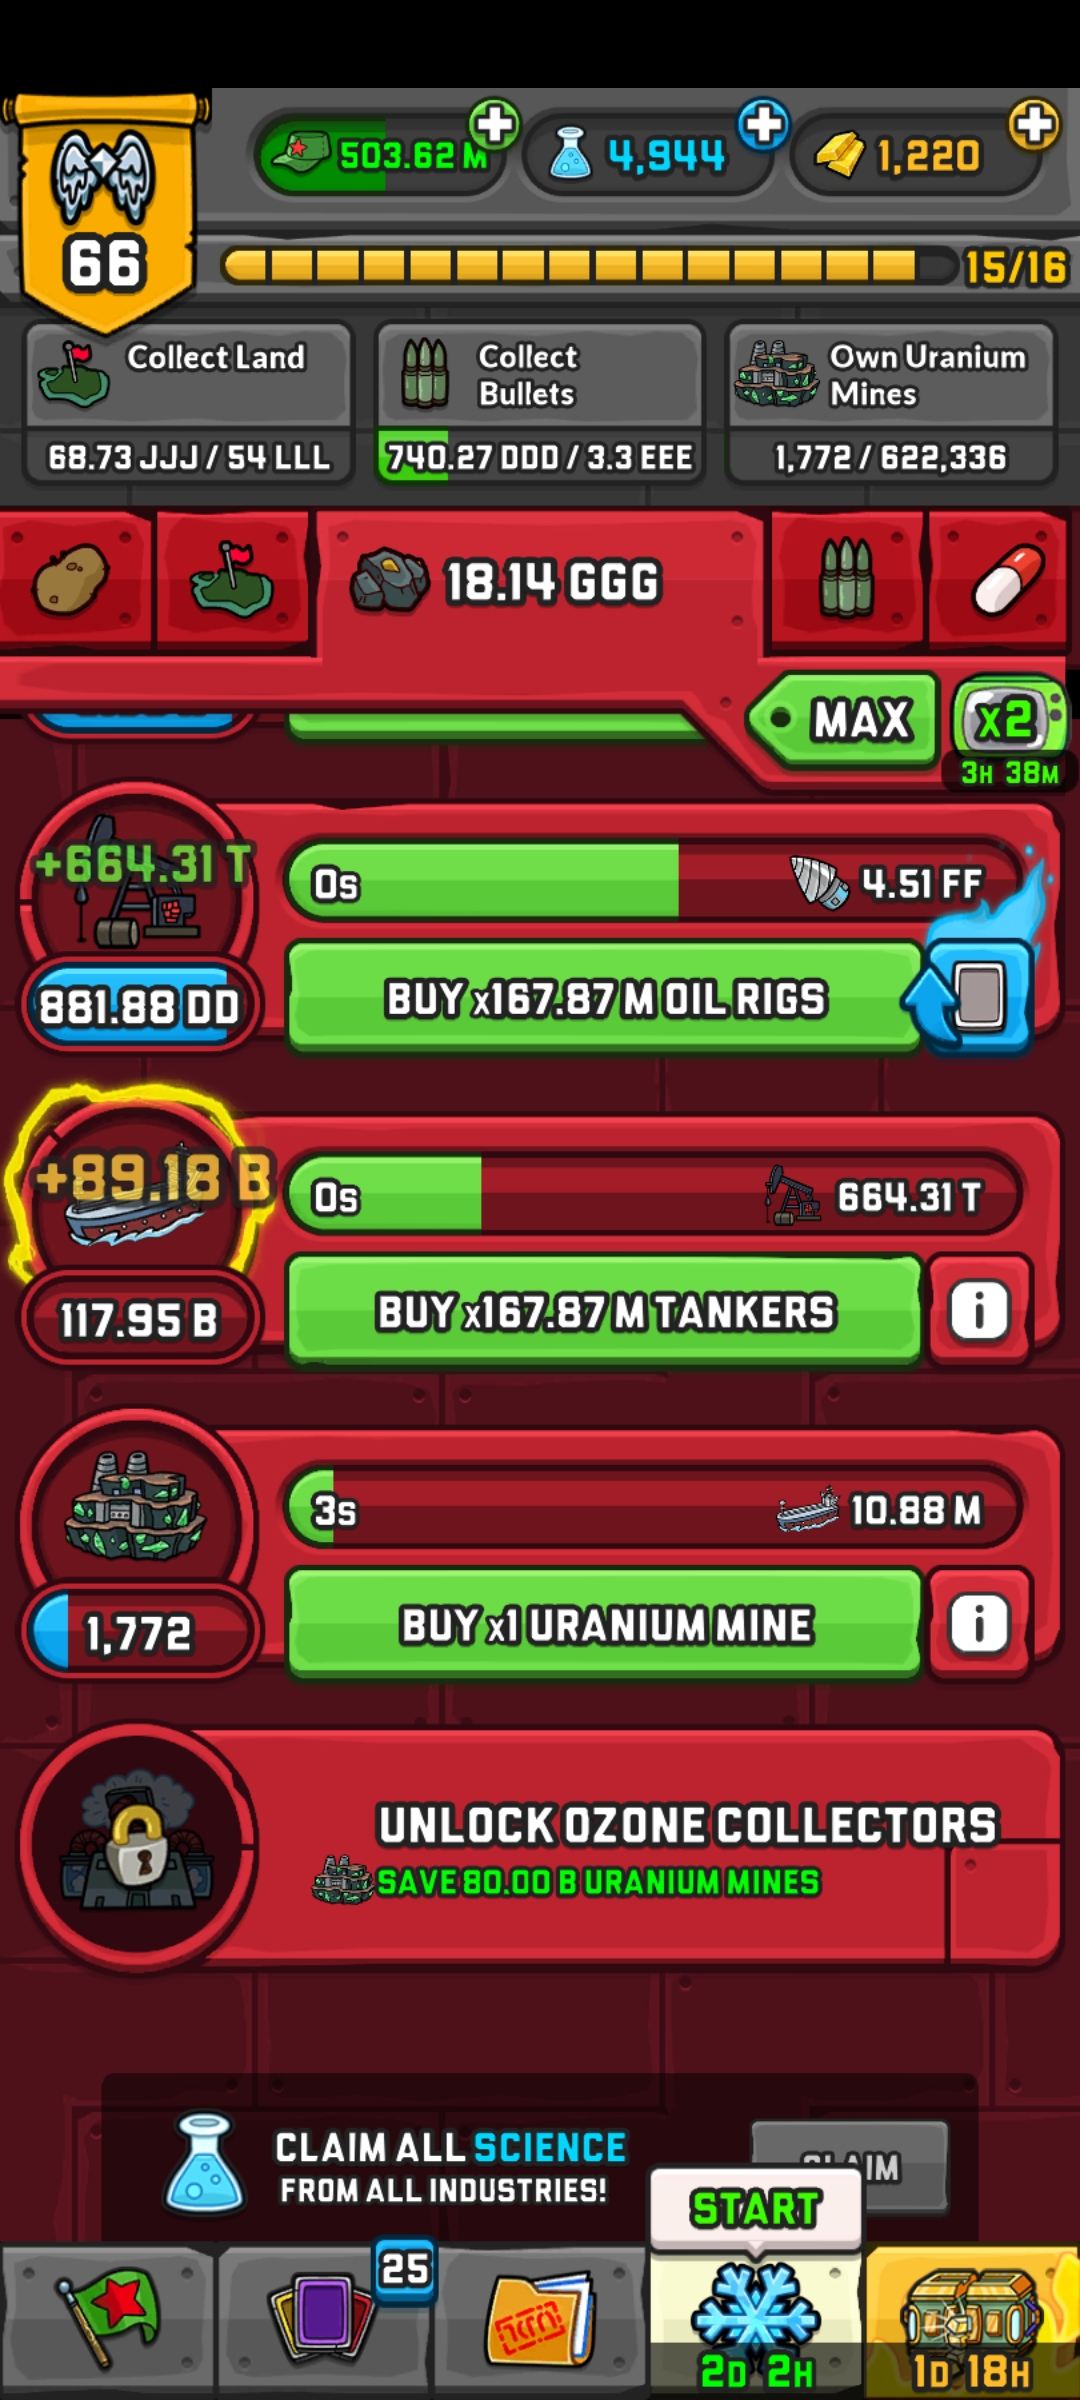 503.62 M
4,944
1,220
66
15/16
Collect Land
68.73 JJJ / 54 LLL
Collect
Bullets
740.27 DDD / 3.3 EEE
Own Uranium
Mines
1,772 / 622,336
18.14 GGG
MAX
x2
3H 38M
+664.31 T
0s
4.51 FF
881.88 DD
BUY x167.87 M OIL RIGS
+89.18 B
0s
664.31 T
117.95 B
BUY x167.87 M TANKERS
i
3s
10.88 M
1,772
BUY x1 URANIUM MINE
i
UNLOCK OZONE COLLECTORS
SAVE 80.00 B URANIUM MINES
CLAIM ALL SCIENCE
FROM ALL INDUSTRIES!
CLAIM
START
25
2D 2H
1D 18H